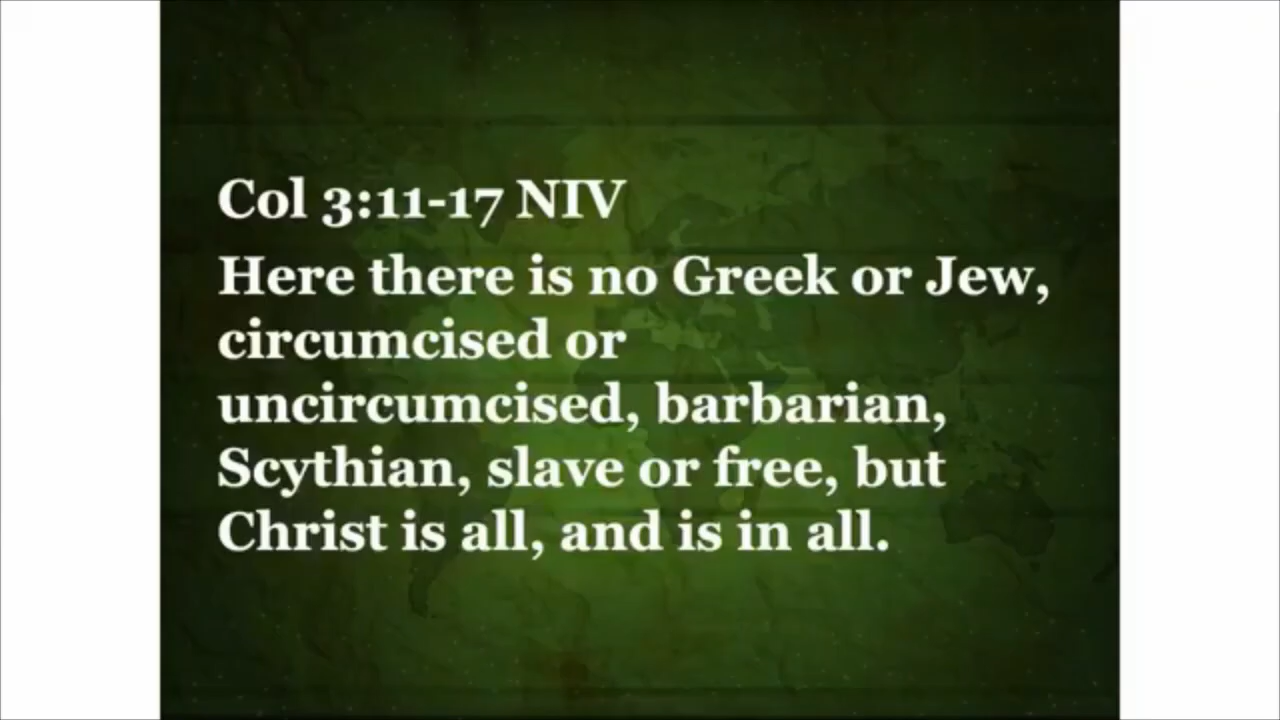 Col 3:11-17 NIV
Here there is no Greek or Jew,
circumcised or
uncircumcised, barbarian,
Scythian, slave or free, but
Christ is all, and is in all.